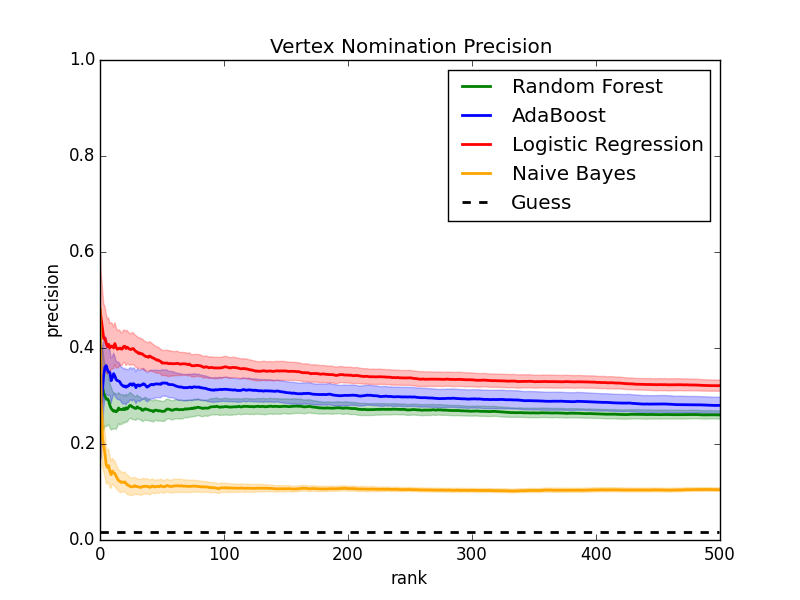 Vertex Nomination Precision
1.0
0.8
0.6
0.4
0.2
0.0
precision
Random Forest
AdaBoost
Logistic Regression
Naive Bayes
Guess
0 100 200 300 400 500
rank